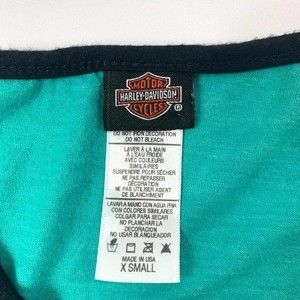 MOTOR
HARLEY-DAVIDSON
CYCLES
®
DO NOT IRON DECORATION
DO NOT BLEACH
LAVER À LA MAIN
A L'EAU FROIDE
AVEC COULEURS
SIMILAIRES
SUSPENDRE POUR SÉCHER
NE PAS REPASSER
DÉCORATION
NE PAS UTILISER AGENT
DE BLANCHIMENT
LAVAR A MANO CON AGUA FRIA
CON COLORES SIMILARES
COLGAR PARA SECAR
NO PLANCHAR LA
DECORACION
NO USAR BLANQUEADOR
MADE IN USA
X SMALL